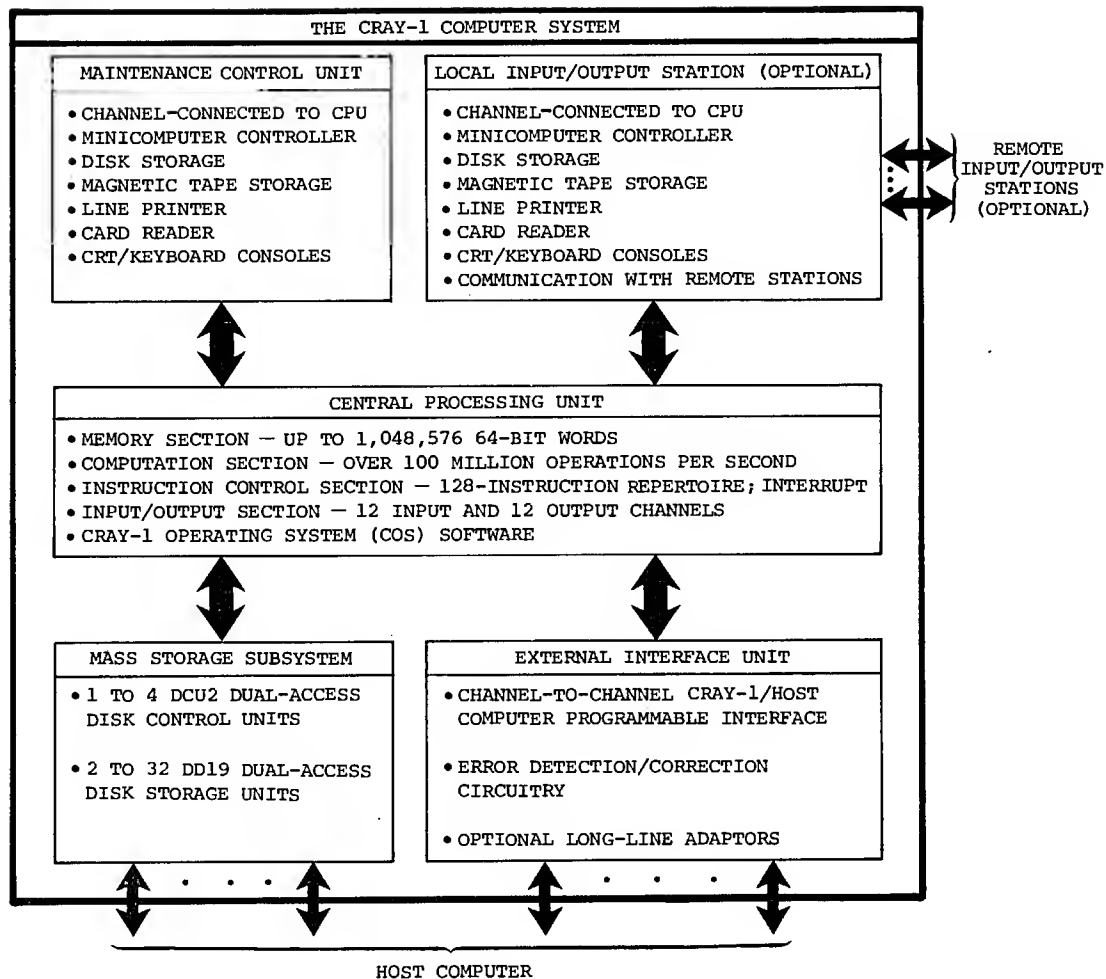 THE CRAY-1 COMPUTER SYSTEM
MAINTENANCE CONTROL UNIT
• CHANNEL-CONNECTED TO CPU
• MINICOMPUTER CONTROLLER
• DISK STORAGE
• MAGNETIC TAPE STORAGE
• LINE PRINTER
• CARD READER
• CRT/KEYBOARD CONSOLES
LOCAL INPUT/OUTPUT STATION (OPTIONAL)
• CHANNEL-CONNECTED TO CPU
• MINICOMPUTER CONTROLLER
• DISK STORAGE
• MAGNETIC TAPE STORAGE
• LINE PRINTER
• CARD READER
• CRT/KEYBOARD CONSOLES
• COMMUNICATION WITH REMOTE STATIONS
REMOTE
INPUT/OUTPUT
STATIONS
(OPTIONAL)
CENTRAL PROCESSING UNIT
• MEMORY SECTION — UP TO 1,048,576 64-BIT WORDS
• COMPUTATION SECTION — OVER 100 MILLION OPERATIONS PER SECOND
• INSTRUCTION CONTROL SECTION — 128-INSTRUCTION REPERTOIRE; INTERRUPT
• INPUT/OUTPUT SECTION — 12 INPUT AND 12 OUTPUT CHANNELS
• CRAY-1 OPERATING SYSTEM (COS) SOFTWARE
MASS STORAGE SUBSYSTEM
• 1 TO 4 DCU2 DUAL-ACCESS
DISK CONTROL UNITS
• 2 TO 32 DD19 DUAL-ACCESS
DISK STORAGE UNITS
EXTERNAL INTERFACE UNIT
• CHANNEL-TO-CHANNEL CRAY-1/HOST
COMPUTER PROGRAMMABLE INTERFACE
• ERROR DETECTION/CORRECTION
CIRCUITRY
• OPTIONAL LONG-LINE ADAPTORS
HOST COMPUTER